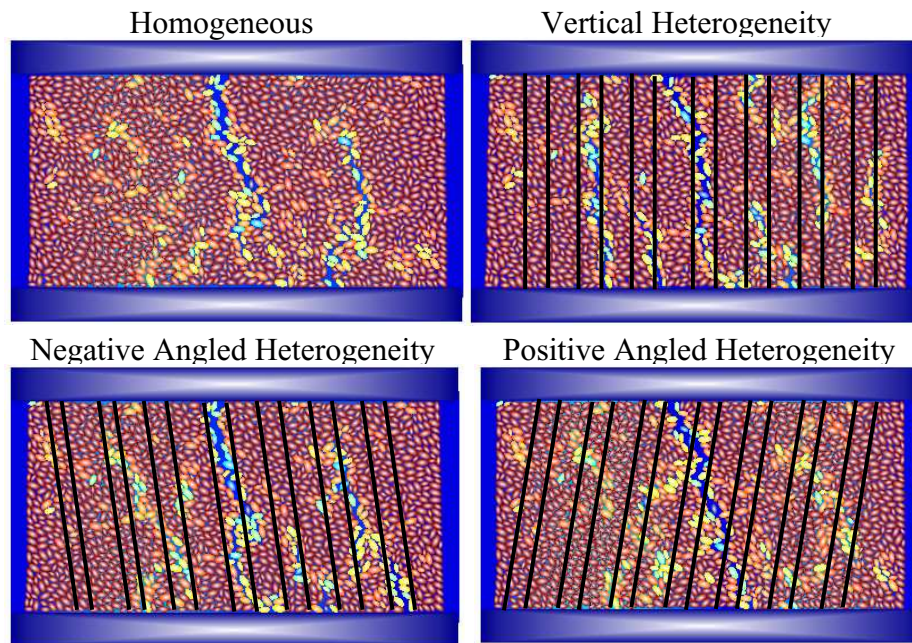 Homogeneous
Vertical Heterogeneity
Negative Angled Heterogeneity
Positive Angled Heterogeneity